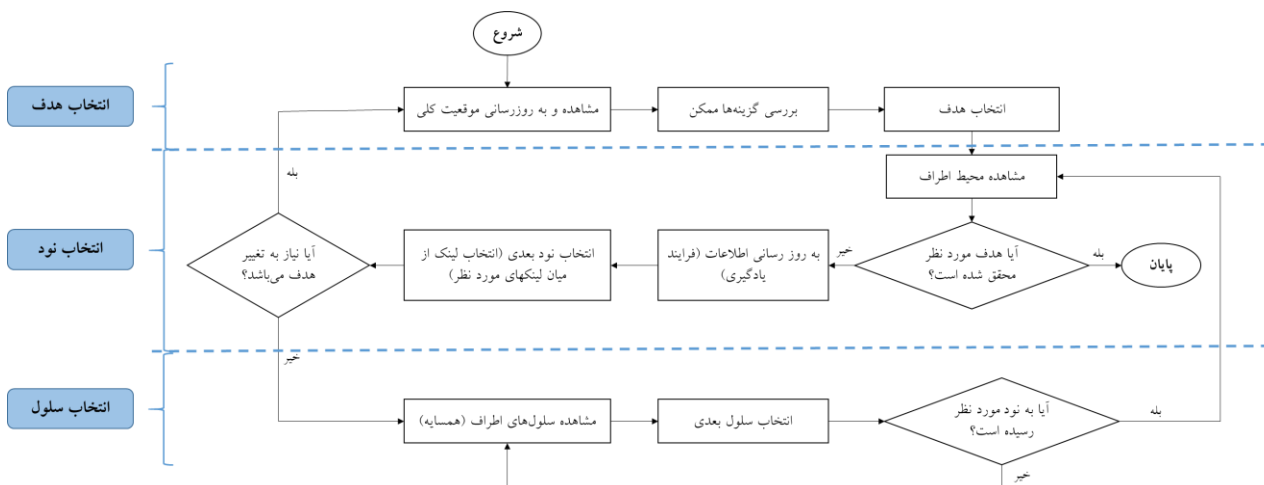 شروع
انتخاب هدف
مشاهده و به روزرسانی موقعیت کلی
بررسی گزینه‌ها ممکن
انتخاب هدف
مشاهده محیط اطراف
بله
انتخاب نود
آیا نیاز به تغییر
هدف می‌باشد؟
انتخاب نود بعدی (انتخاب لینک از
میان لینکهای مورد نظر)
به روز رسانی اطلاعات (فرایند
یادگیری)
خیر
آیا هدف مورد نظر
محقق شده است؟
بله
پایان
خیر
انتخاب سلول
مشاهده سلول‌های اطراف (همسایه)
انتخاب سلول بعدی
آیا به نود مورد نظر
رسیده است؟
بله
خیر